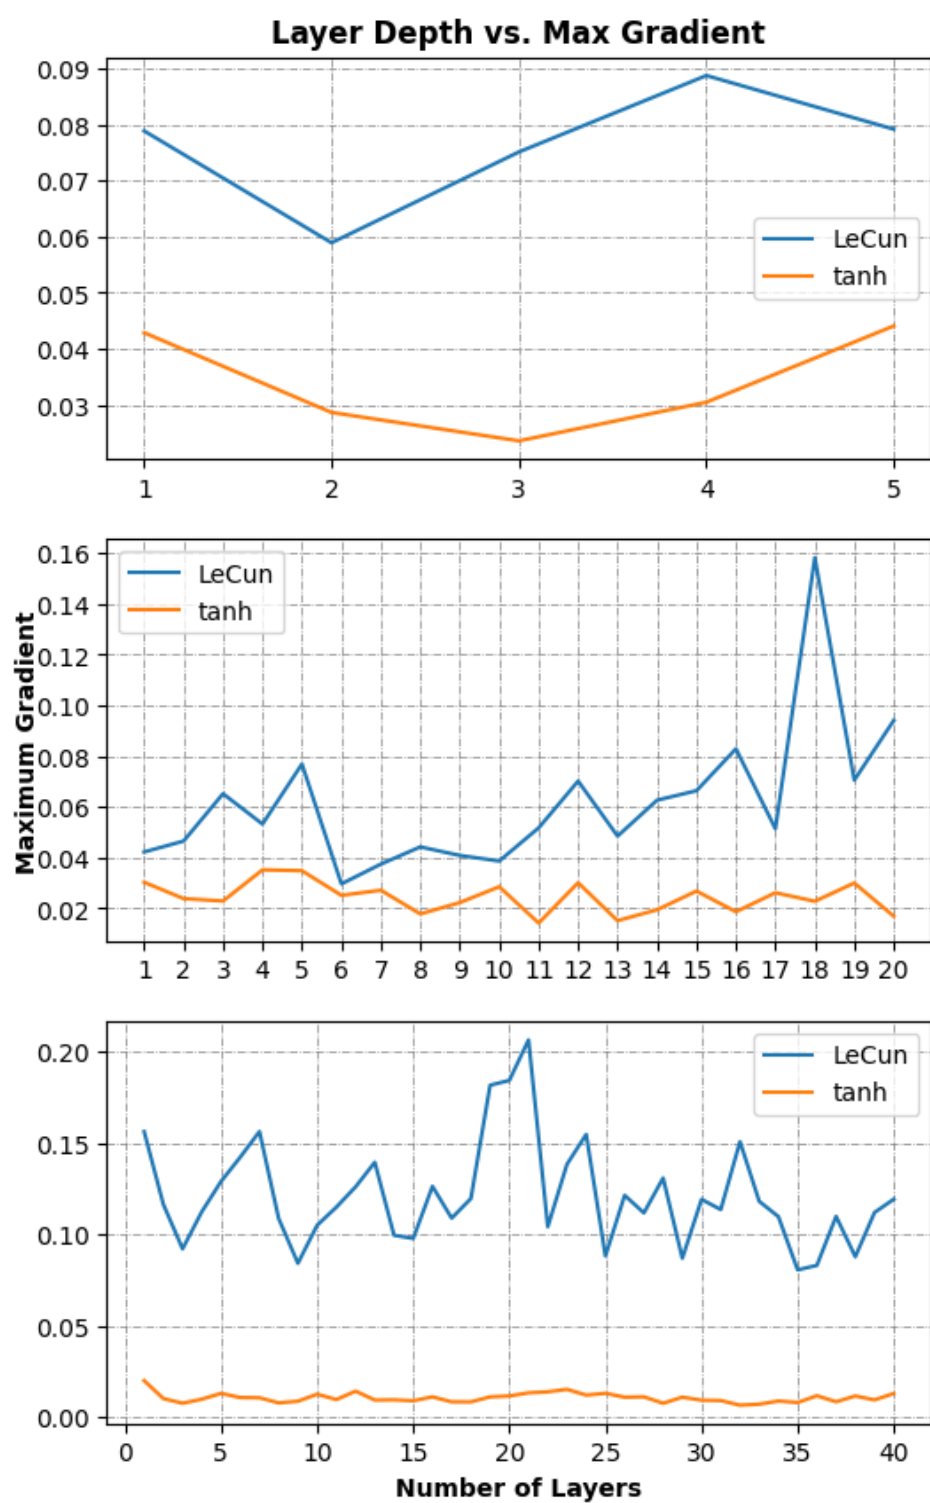 Layer Depth vs. Max Gradient
0.09
0.08
0.07
0.06
0.05
0.04
0.03
LeCun
tanh
1 2 3 4 5
Maximum Gradient
0.16
0.14
0.12
0.10
0.08
0.06
0.04
0.02
LeCun
tanh
1 2 3 4 5 6 7 8 9 10 11 12 13 14 15 16 17 18 19 20
0.20
0.15
0.10
0.05
0.00
LeCun
tanh
0 5 10 15 20 25 30 35 40
Number of Layers